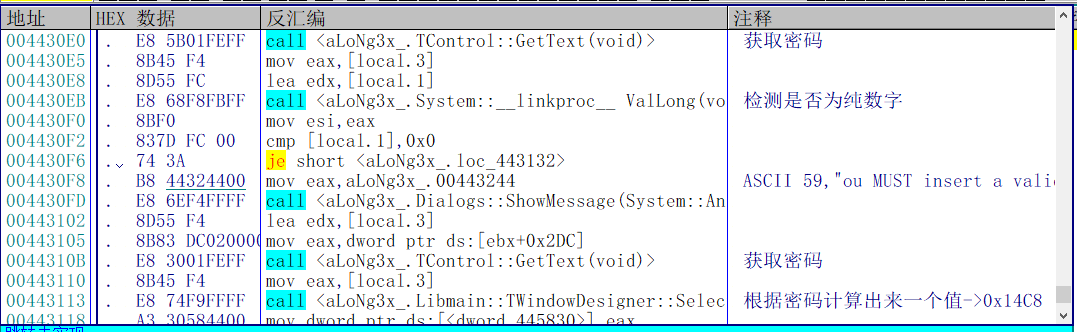 地址 HEX 数据 反汇编 注释
004430E0 . E8 5B01FEFF call <aLoNg3x_.TControl::GetText(void)> 获取密码
004430E5 . 8B45 F4 mov eax,[local.3]
004430E8 . 8D55 FC lea edx,[local.1]
004430EB . E8 68F8FBFF call <aLoNg3x_.System::__linkproc__ ValLong(vo 检测是否为纯数字
004430F0 . 8BF0 mov esi,eax
004430F2 . 837D FC 00 cmp [local.1],0x0
004430F6 . 74 3A je short <aLoNg3x_.loc_443132>
004430F8 . B8 44324400 mov eax,aLoNg3x_.00443244 ASCII 59,"ou MUST insert a valid
004430FD . E8 6EF4FFFF call <aLoNg3x_.Dialogs::ShowMessage(System::An
00443102 . 8D55 F4 lea edx,[local.3]
00443105 . 8B83 DC020000 mov eax,dword ptr ds:[ebx+0x2DC]
0044310B . E8 3001FEFF call <aLoNg3x_.TControl::GetText(void)> 获取密码
00443110 . 8B45 F4 mov eax,[local.3]
00443113 . E8 74F9FFFF call <aLoNg3x_.Libmain::TWindowDesigner::Selec 根据密码计算出来一个值->0x14C8
00443118 . A3 30584400 mov dword ptr ds:[<dword_445830>],eax